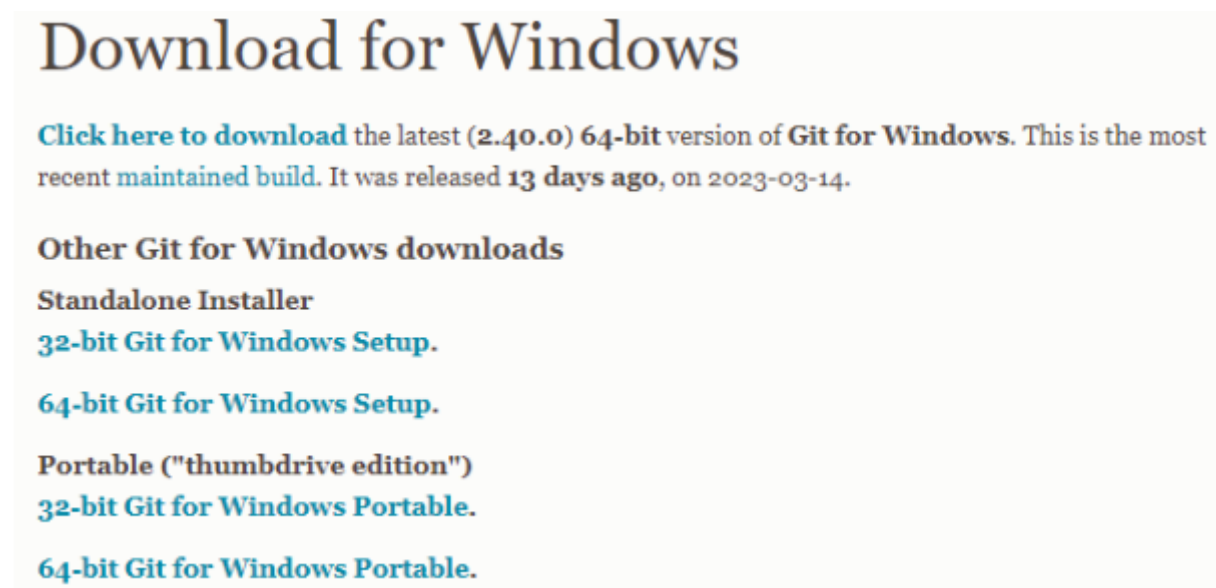 Download for Windows
Click here to download the latest (2.40.0) 64-bit version of Git for Windows. This is the most
recent maintained build. It was released 13 days ago, on 2023-03-14.
Other Git for Windows downloads
Standalone Installer
32-bit Git for Windows Setup.
64-bit Git for Windows Setup.
Portable ("thumbdrive edition")
32-bit Git for Windows Portable.
64-bit Git for Windows Portable.